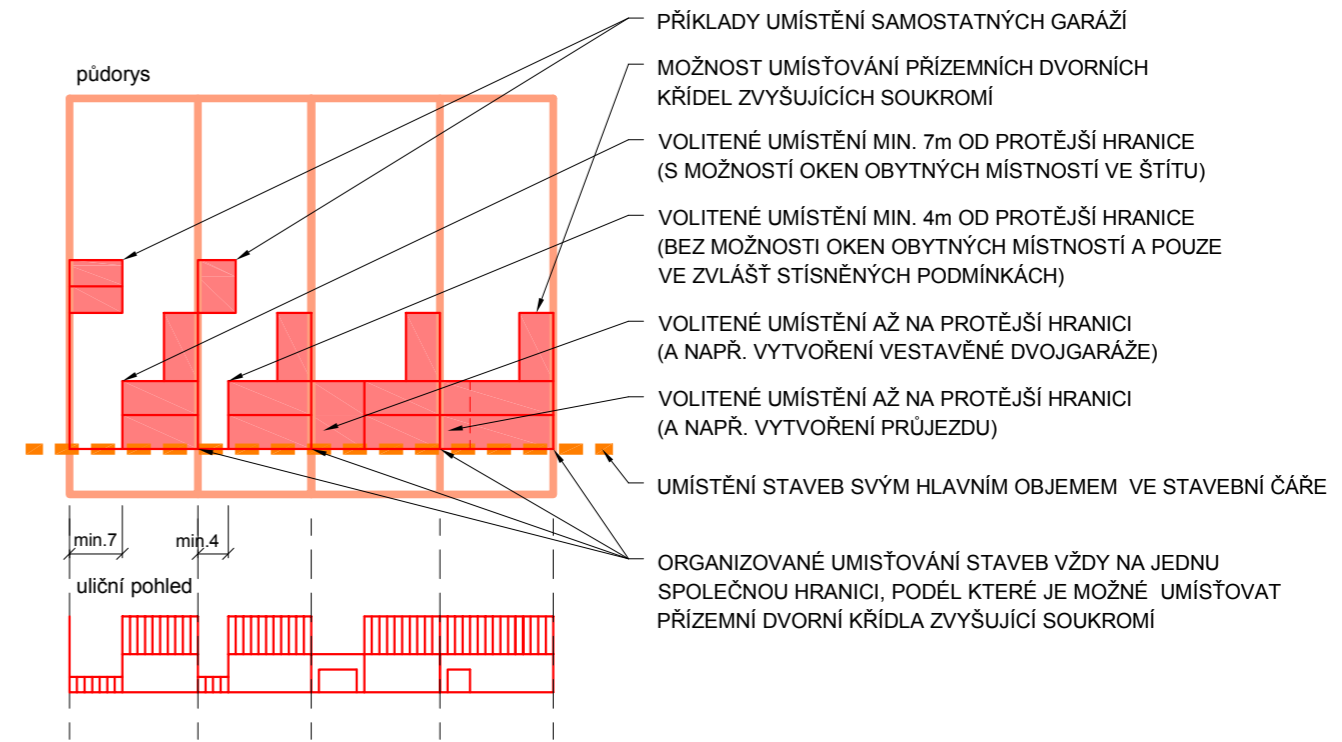 PŘÍKLADY UMÍSTĚNÍ SAMOSTATNÝCH GARÁŽÍ
půdorys
MOŽNOST UMÍSŤOVÁNÍ PŘÍZEMNÍCH DVORNÍCH
KŘÍDEL ZVYŠUJÍCÍCH SOUKROMÍ
VOLITENÉ UMÍSTĚNÍ MIN. 7m OD PROTĚJŠÍ HRANICE
(S MOŽNOSTÍ OKEN OBYTNÝCH MÍSTNOSTÍ VE ŠTÍTU)
VOLITENÉ UMÍSTĚNÍ MIN. 4m OD PROTĚJŠÍ HRANICE
(BEZ MOŽNOSTI OKEN OBYTNÝCH MÍSTNOSTÍ A POUZE
VE ZVLÁŠŤ STÍSNĚNÝCH PODMÍNKÁCH)
VOLITENÉ UMÍSTĚNÍ AŽ NA PROTĚJŠÍ HRANICI
(A NAPŘ. VYTVOŘENÍ VESTAVĚNÉ DVOJGARÁŽE)
VOLITENÉ UMÍSTĚNÍ AŽ NA PROTĚJŠÍ HRANICI
(A NAPŘ. VYTVOŘENÍ PRŮJEZDU)
UMÍSTĚNÍ STAVEB SVÝM HLAVNÍM OBJEMEM VE STAVEBNÍ ČÁŘE
min.7
min.4
uliční pohled
ORGANIZOVANÉ UMISŤOVÁNÍ STAVEB VŽDY NA JEDNU
SPOLEČNOU HRANICI, PODÉL KTERÉ JE MOŽNÉ UMÍSŤOVAT
PŘÍZEMNÍ DVORNÍ KŘÍDLA ZVYŠUJÍCÍ SOUKROMÍ